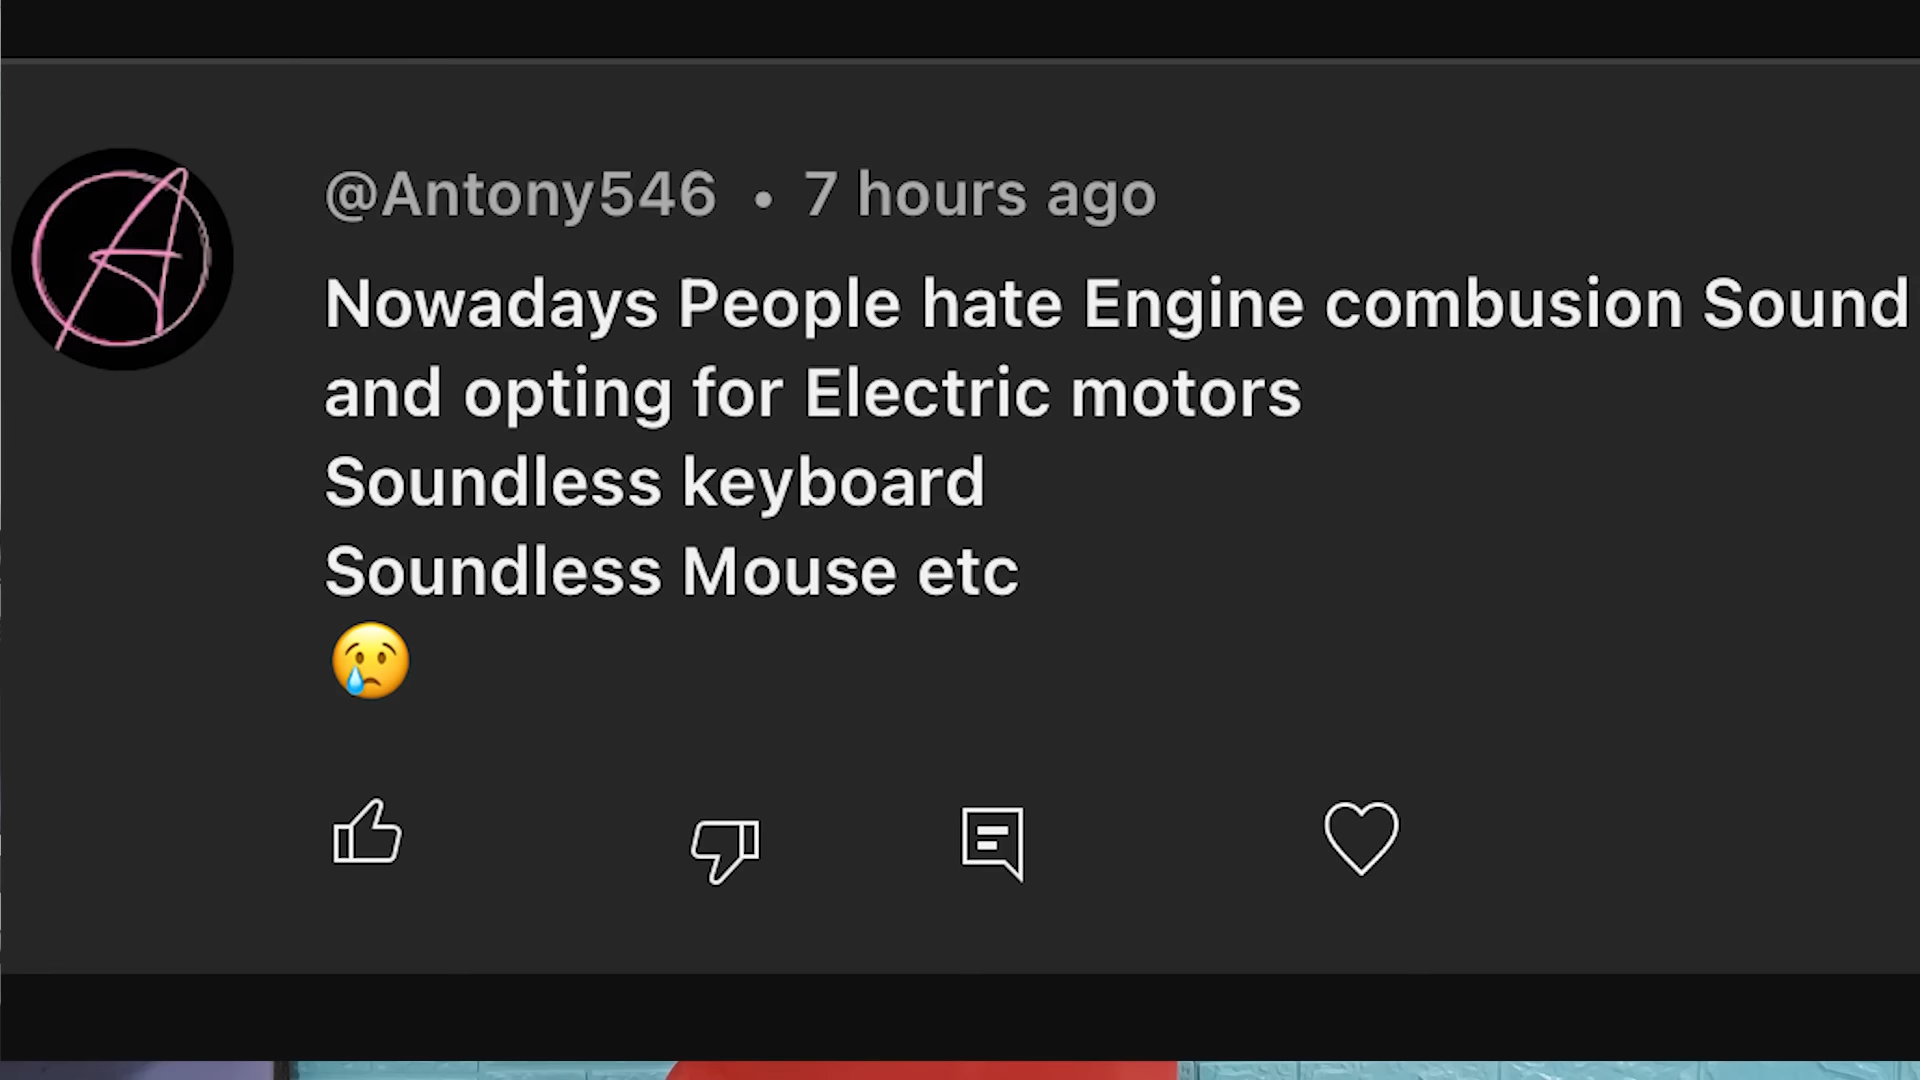 @Antony546 • 7 hours ago
Nowadays People hate Engine combusion Sound
and opting for Electric motors
Soundless keyboard
Soundless Mouse etc
😢